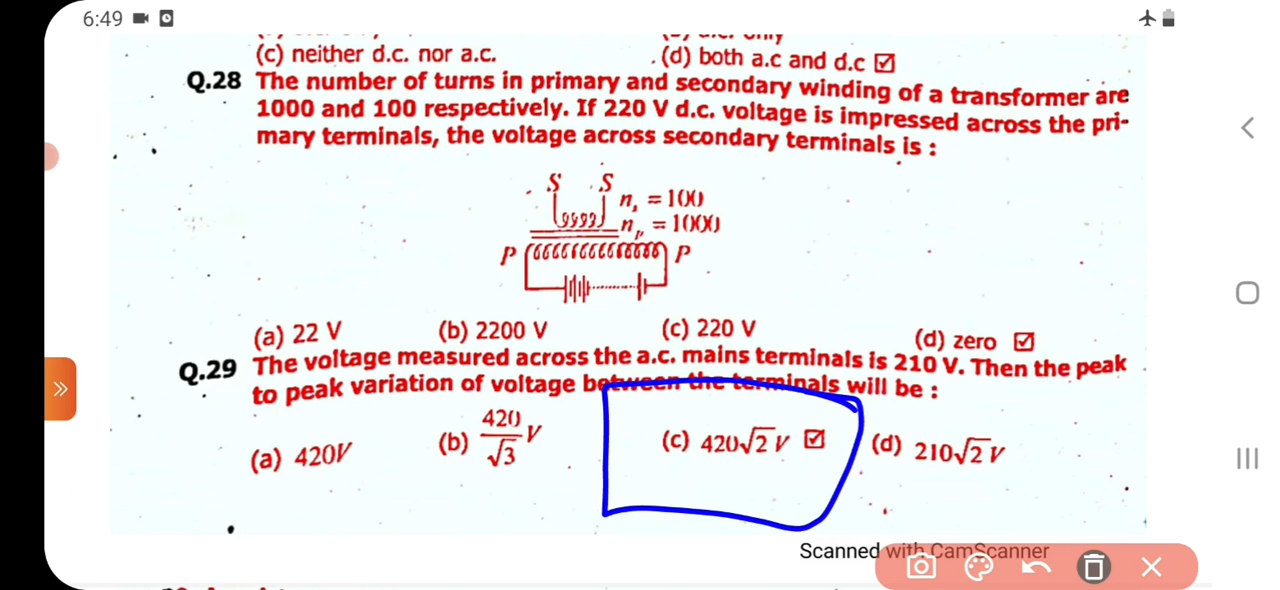 6:49
(c) neither d.c. nor a.c. (d) both a.c and d.c ☑
Q.28 The number of turns in primary and secondary winding of a transformer are
1000 and 100 respectively. If 220 V d.c. voltage is impressed across the pri-
mary terminals, the voltage across secondary terminals is :
S S
nₛ = 100
nₚ = 1000
P P
(a) 22 V (b) 2200 V (c) 220 V (d) zero ☑
Q.29 The voltage measured across the a.c. mains terminals is 210 V. Then the peak
to peak variation of voltage between the terminals will be :
(a) 420V (b) 420/√3 V (c) 420√2 V ☑ (d) 210√2 V
Scanned with CamScanner